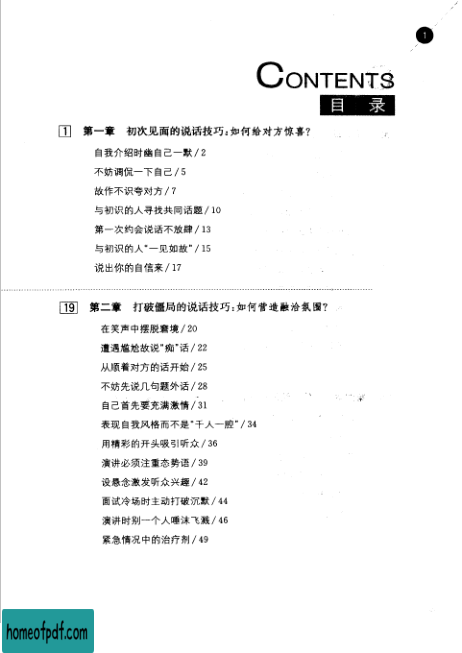 1
CONTENTS
目 录
1 第一章 初次见面的说话技巧:如何给对方惊喜?
自我介绍时幽自己一默/2
不妨调侃一下自己/5
故作不识夸对方/7
与初识的人寻找共同话题/10
第一次约会说话不放肆/13
与初识的人“一见如故”/15
说出你的自信来/17
19 第二章 打破僵局的说话技巧:如何营造融洽氛围?
在笑声中摆脱窘境/20
遭遇尴尬故说“痴”话/22
从顺着对方的话开始/25
不妨先说几句题外话/28
自己首先要充满激情/31
表现自我风格而不是“千人一腔”/34
用精彩的开头吸引听众/36
演讲必须注重态势语/39
设悬念激发听众兴趣/42
面试冷场时主动打破沉默/44
演讲时别一个人唾沫飞溅/46
紧急情况中的治疗剂/49
homeofpdf.com